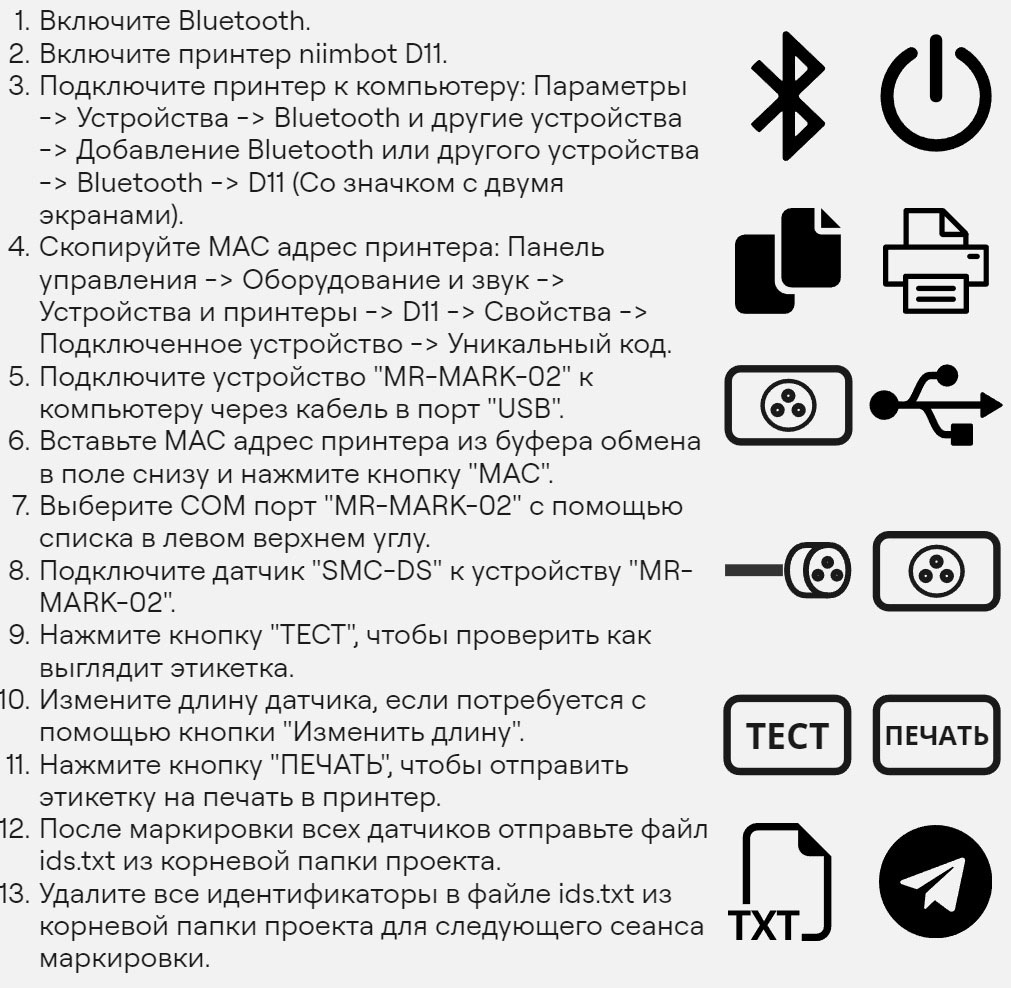 1. Включите Bluetooth.
2. Включите принтер niimbot D11.
3. Подключите принтер к компьютеру: Параметры
-> Устройства -> Bluetooth и другие устройства
-> Добавление Bluetooth или другого устройства
-> Bluetooth -> D11 (Со значком с двумя
экранами).
4. Скопируйте MAC адрес принтера: Панель
управления -> Оборудование и звук ->
Устройства и принтеры -> D11 -> Свойства ->
Подключенное устройство -> Уникальный код.
5. Подключите устройство "MR-MARK-02" к
компьютеру через кабель в порт "USB".
6. Вставьте MAC адрес принтера из буфера обмена
в поле снизу и нажмите кнопку "MAC".
7. Выберите COM порт "MR-MARK-02" с помощью
списка в левом верхнем углу.
8. Подключите датчик "SMC-DS" к устройству "MR-
MARK-02".
9. Нажмите кнопку "ТЕСТ", чтобы проверить как
выглядит этикетка.
10. Измените длину датчика, если потребуется с
помощью кнопки "Изменить длину".
11. Нажмите кнопку "ПЕЧАТЬ", чтобы отправить
этикетку на печать в принтер.
12. После маркировки всех датчиков отправьте файл
ids.txt из корневой папки проекта.
13. Удалите все идентификаторы в файле ids.txt из
корневой папки проекта для следующего сеанса
маркировки.
ТЕСТ
ПЕЧАТЬ
TXT